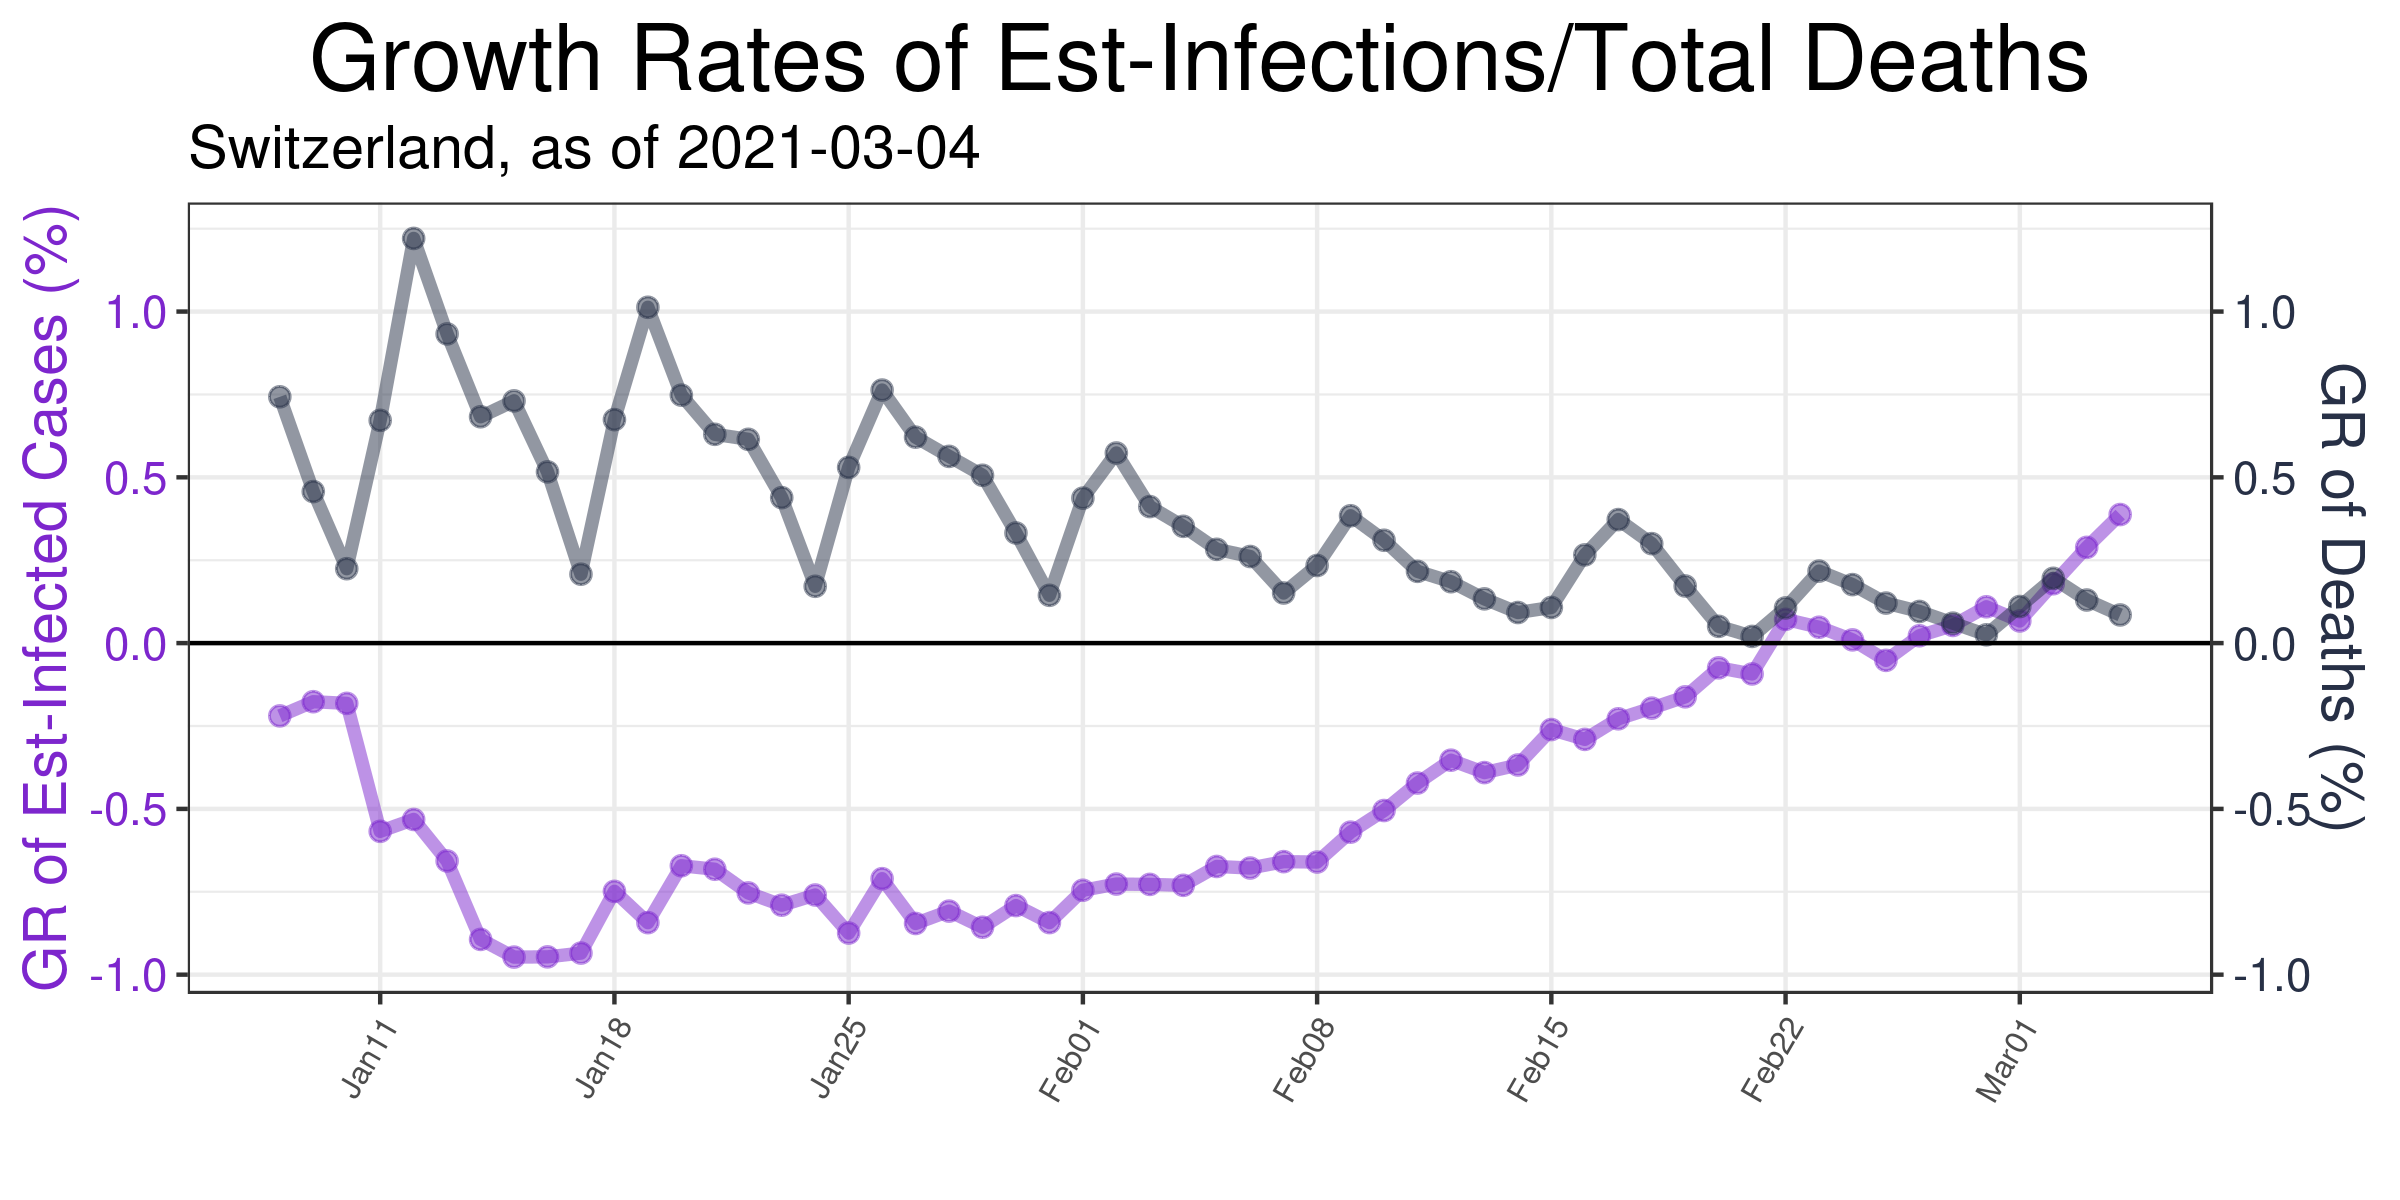 Growth Rates of Est-Infections/Total Deaths
Switzerland, as of 2021-03-04
GR of Est-Infected Cases (%)
1.0
0.5
0.0
-0.5
-1.0
1.0
0.5
0.0
-0.5
-1.0
GR of Deaths (%)
Jan11
Jan18
Jan25
Feb01
Feb08
Feb15
Feb22
Mar01